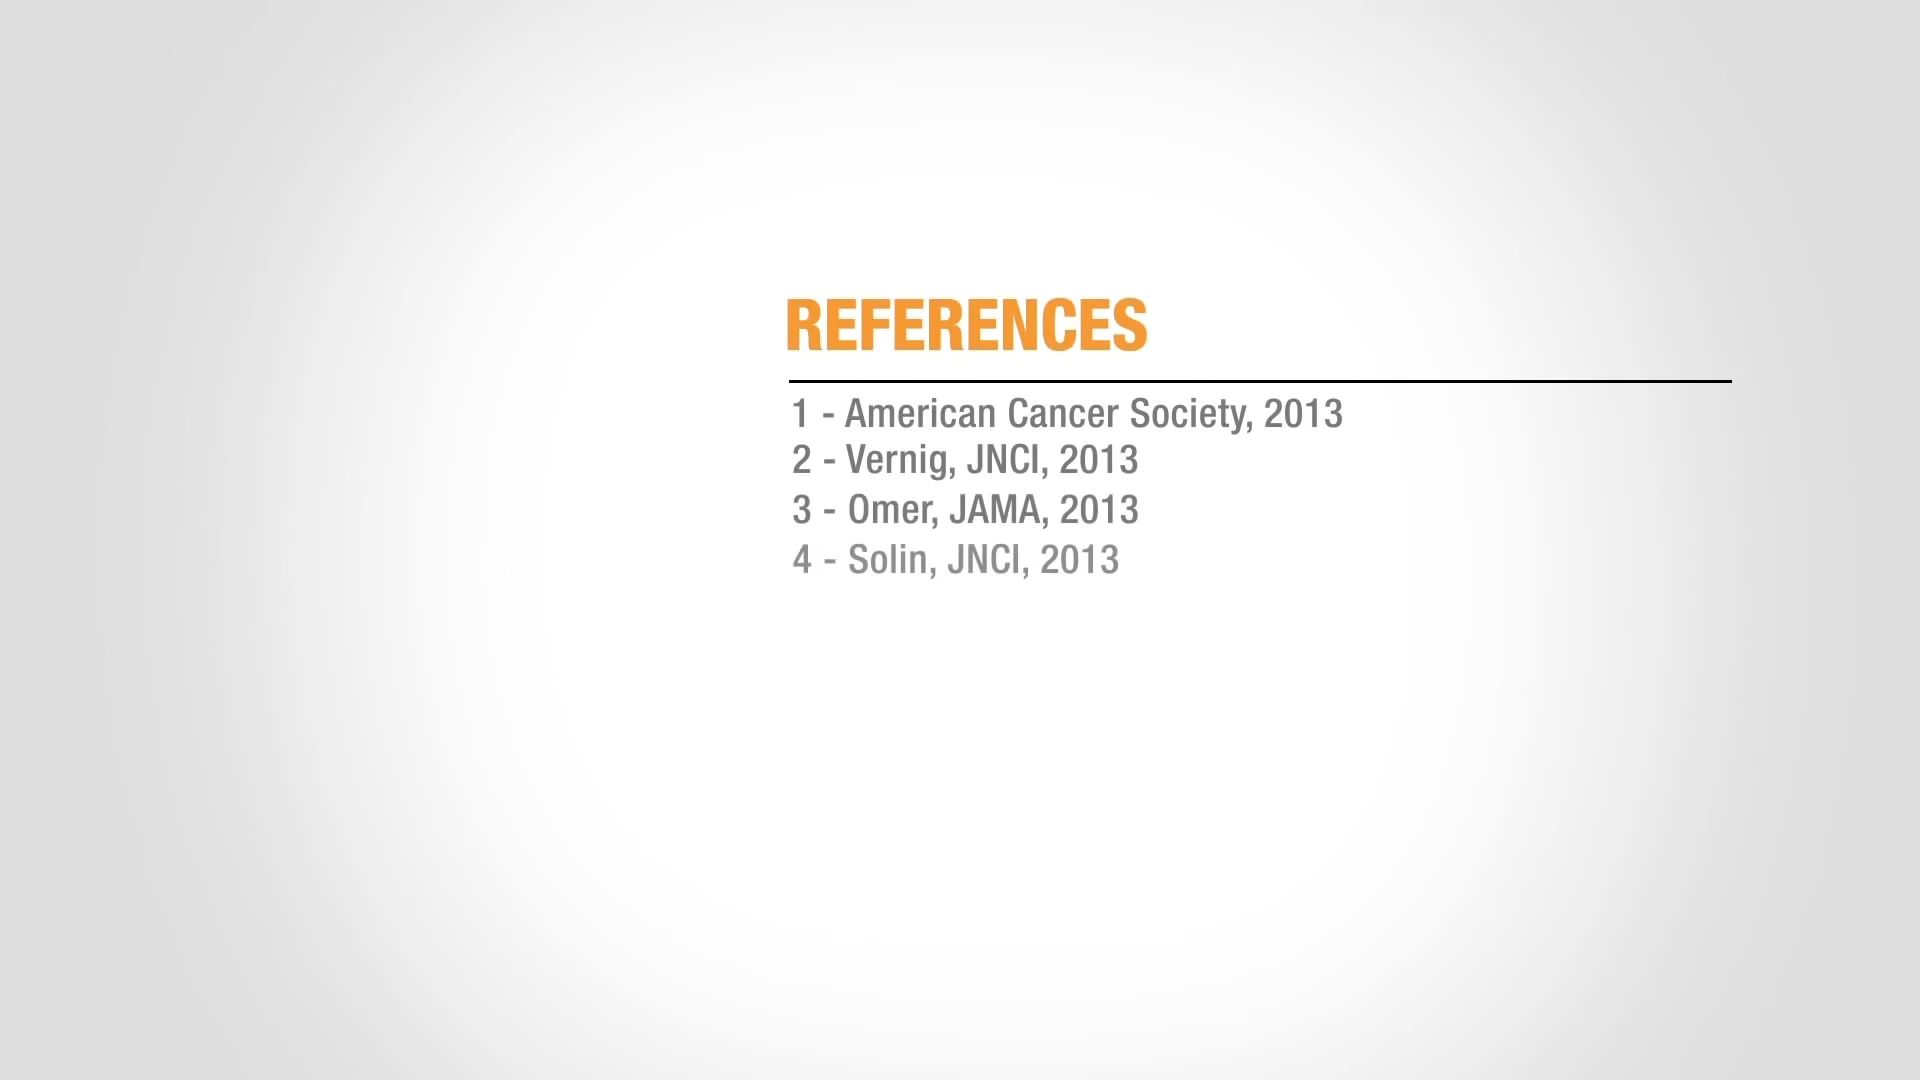 REFERENCES
1 - American Cancer Society, 2013
2 - Vernig, JNCI, 2013
3 - Omer, JAMA, 2013
4 - Solin, JNCI, 2013